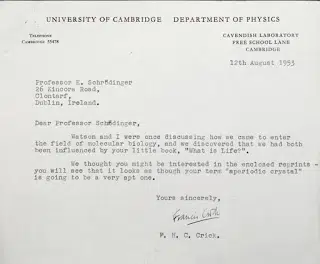 UNIVERSITY OF CAMBRIDGE DEPARTMENT OF PHYSICS
TELEPHONE
CAMBRIDGE 55478
CAVENDISH LABORATORY
FREE SCHOOL LANE
CAMBRIDGE
12th August 1953
Professor E. Schrödinger
26 Kincora Road,
Clontarf,
Dublin, Ireland.
Dear Professor Schrödinger,
Watson and I were once discussing how we came to enter
the field of molecular biology, and we discovered that we had both
been influenced by your little book, "What is Life?".
We thought you might be interested in the enclosed reprints -
you will see that it looks as though your term "aperiodic crystal"
is going to be a very apt one.
Yours sincerely,
Francis Crick
F. H. C. Crick.